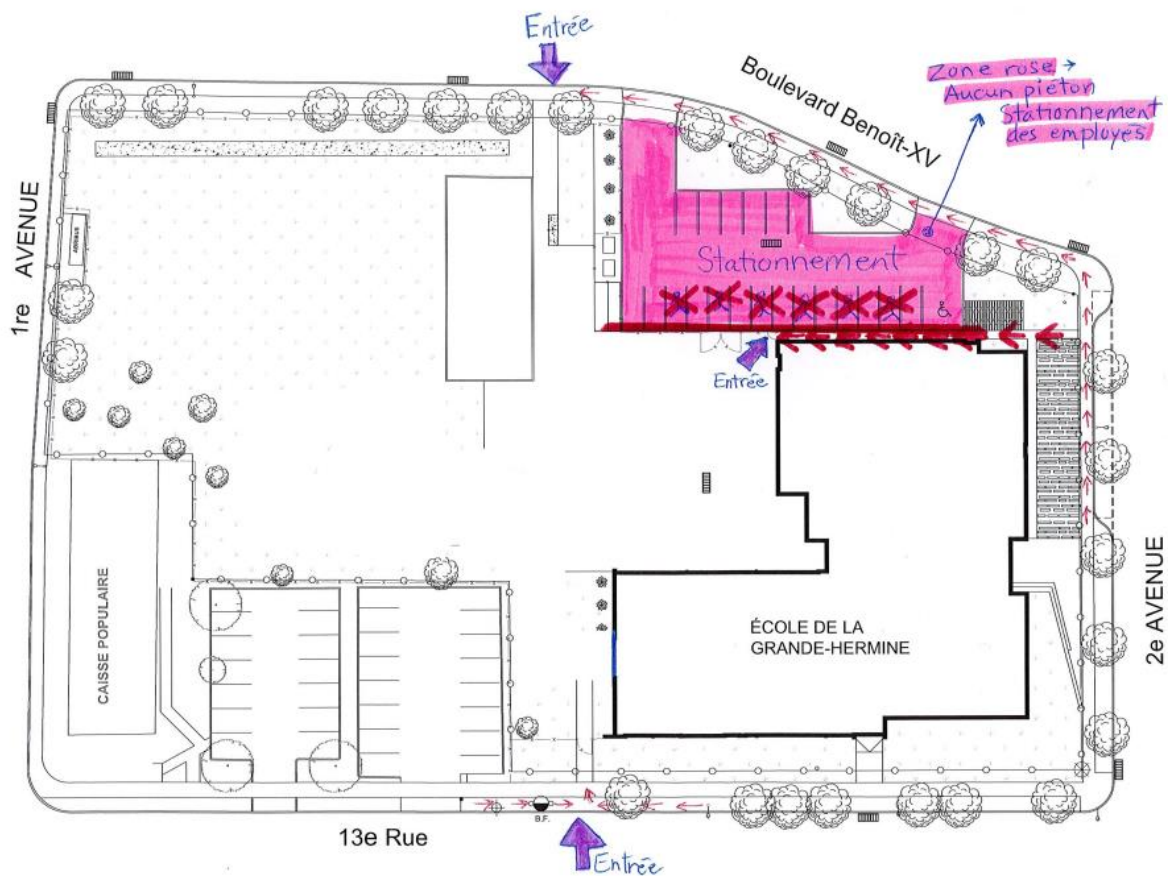 Entrée
Boulevard Benoît-XV
Zone rose →
Aucun piéton
Stationnement
des employés
1re AVENUE
Stationnement
Entrée
CAISSE POPULAIRE
ÉCOLE DE LA
GRANDE-HERMINE
2e AVENUE
B.F.
13e Rue
Entrée